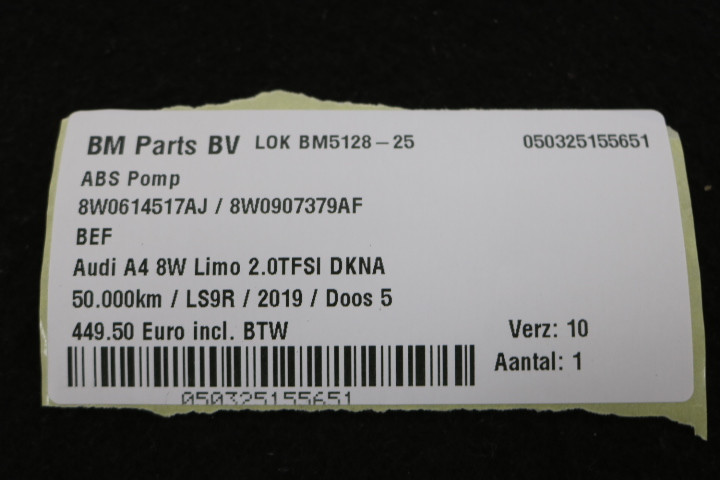 BM Parts BV LOK BM5128-25 050325155651
ABS Pomp
8W0614517AJ / 8W0907379AF
BEF
Audi A4 8W Limo 2.0TFSI DKNA
50.000km / LS9R / 2019 / Doos 5
449.50 Euro incl. BTW Verz: 10
Aantal: 1
050325155651